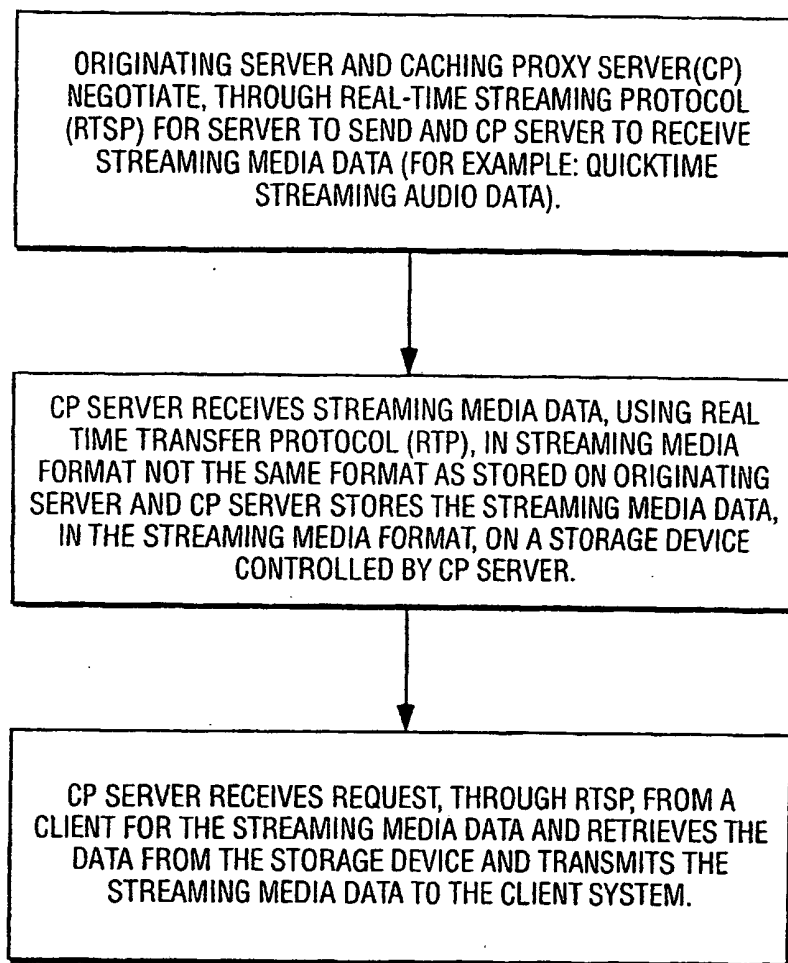 ORIGINATING SERVER AND CACHING PROXY SERVER(CP)
NEGOTIATE, THROUGH REAL-TIME STREAMING PROTOCOL
(RTSP) FOR SERVER TO SEND AND CP SERVER TO RECEIVE
STREAMING MEDIA DATA (FOR EXAMPLE: QUICKTIME
STREAMING AUDIO DATA).
CP SERVER RECEIVES STREAMING MEDIA DATA, USING REAL
TIME TRANSFER PROTOCOL (RTP), IN STREAMING MEDIA
FORMAT NOT THE SAME FORMAT AS STORED ON ORIGINATING
SERVER AND CP SERVER STORES THE STREAMING MEDIA DATA,
IN THE STREAMING MEDIA FORMAT, ON A STORAGE DEVICE
CONTROLLED BY CP SERVER.
CP SERVER RECEIVES REQUEST, THROUGH RTSP, FROM A
CLIENT FOR THE STREAMING MEDIA DATA AND RETRIEVES THE
DATA FROM THE STORAGE DEVICE AND TRANSMITS THE
STREAMING MEDIA DATA TO THE CLIENT SYSTEM.